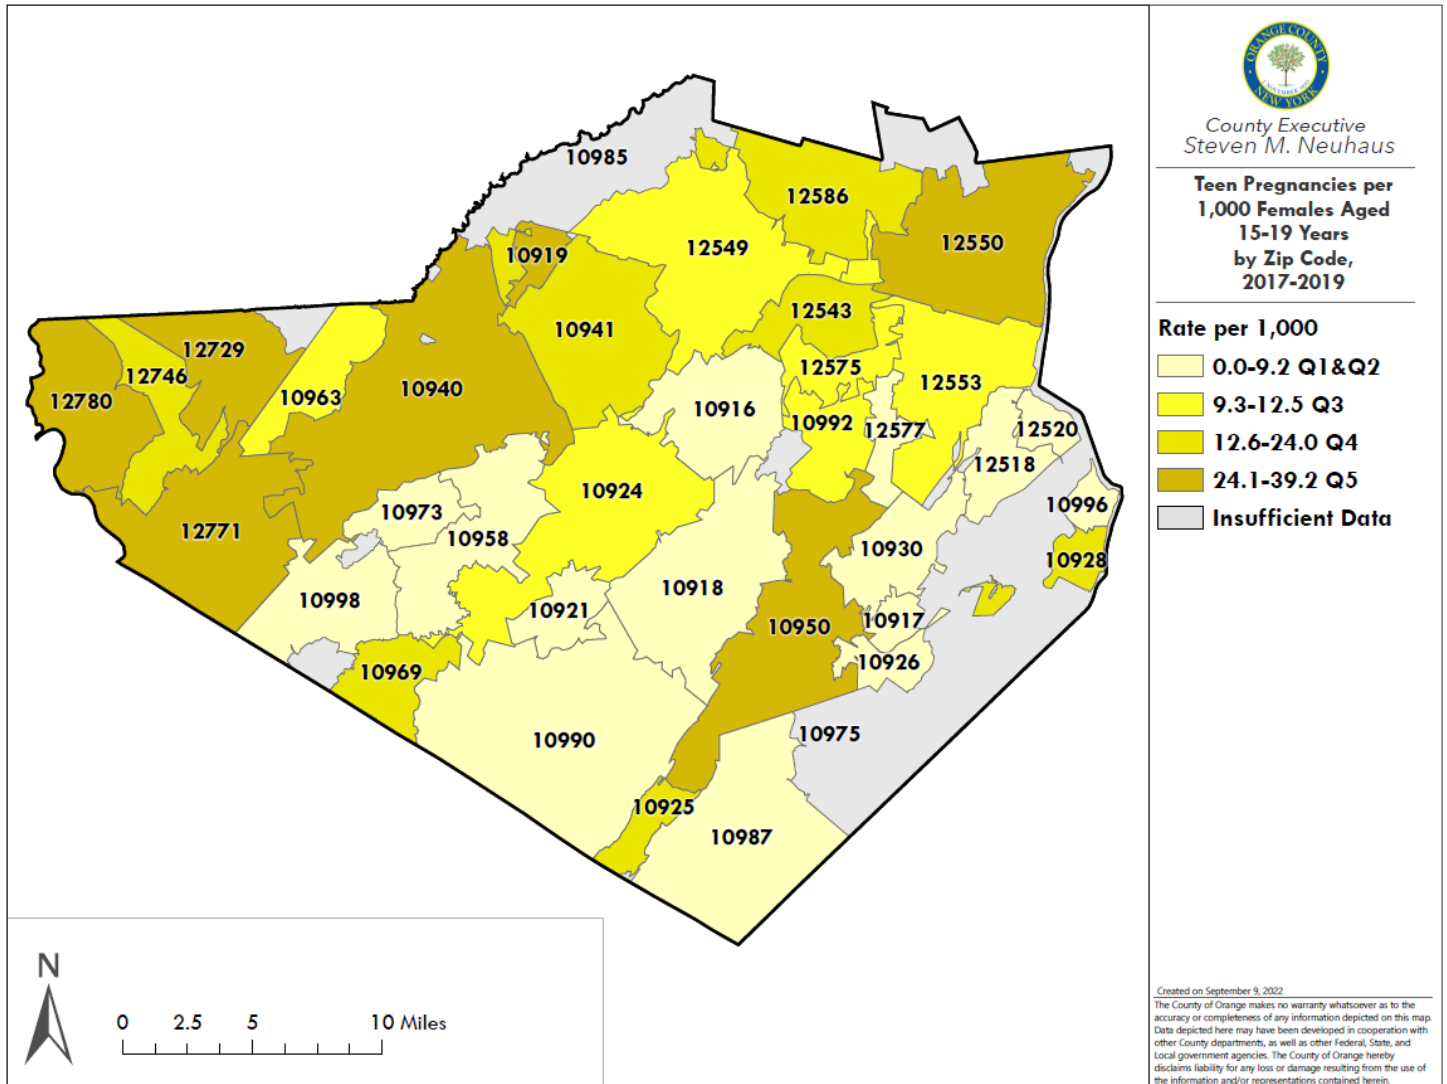 10985
12586
12550
12549
10919
10941
12543
12729
12746
12780
10963
10940
12575
12553
10916
10992
12577
12520
12518
10924
10996
10973
12771
10958
10930
10928
10998
10918
10921
10917
10950
10926
10969
10990
10975
10925
10987
N
0 2.5 5 10 Miles
ORANGE COUNTY
NEW YORK
County Executive
Steven M. Neuhaus
Teen Pregnancies per
1,000 Females Aged
15-19 Years
by Zip Code,
2017-2019
Rate per 1,000
0.0-9.2 Q1&Q2
9.3-12.5 Q3
12.6-24.0 Q4
24.1-39.2 Q5
Insufficient Data
Created on September 9, 2022
The County of Orange makes no warranty whatsoever as to the
accuracy or completeness of any information depicted on this map.
Data depicted here may have been developed in cooperation with
other County departments, as well as other Federal, State, and
Local government agencies. The County of Orange hereby
disclaims liability for any loss or damage resulting from the use of
the information and/or representations contained herein.